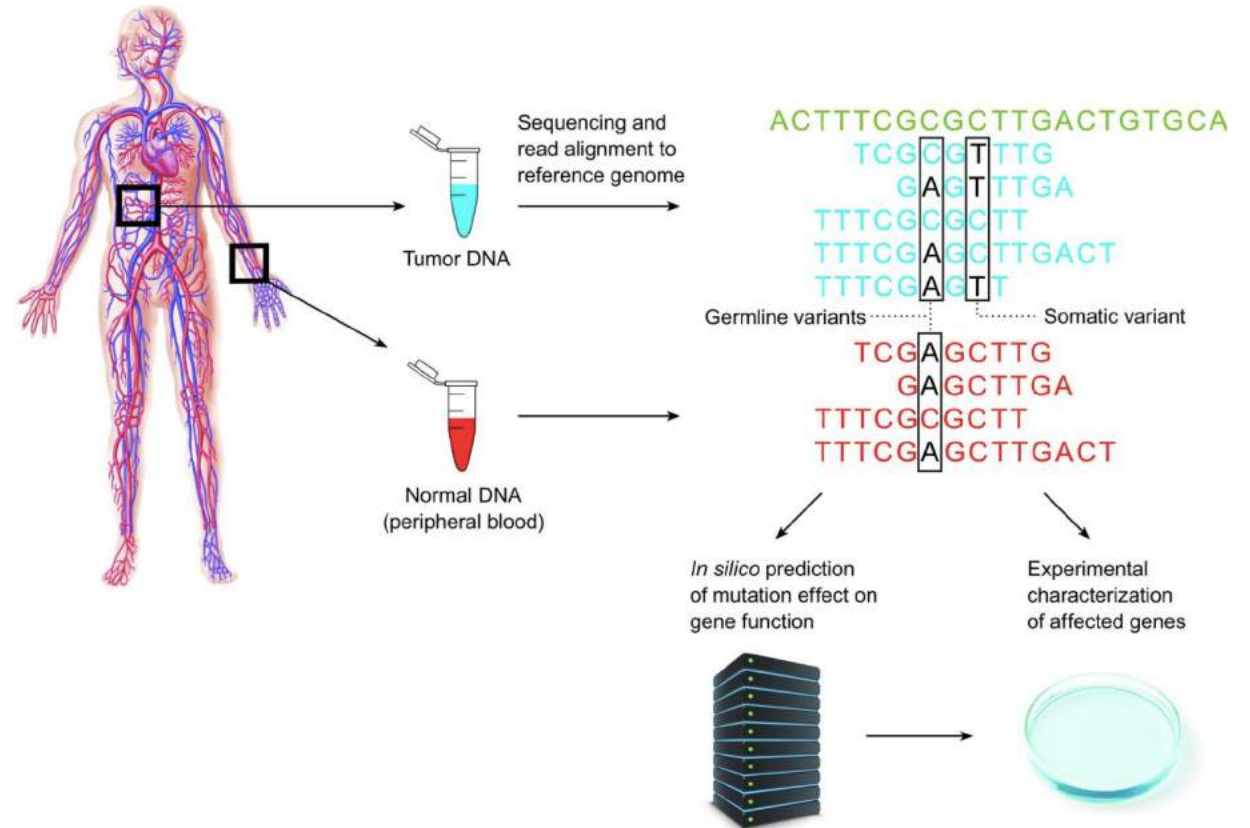 Sequencing and
read alignment to
reference genome
Tumor DNA
ACTTTCGCGCTTGACTGTGCA
TCGCGTTTG
GAGTTTGA
TTTCGCGCTT
TTTCGAGCTTGACT
TTTCGAGTT
Germline variants
Somatic variant
TCGAGCTTG
GAGCTTGA
TTTCGCGCTT
TTTCGAGCTTGACT
Normal DNA
(peripheral blood)
In silico prediction
of mutation effect on
gene function
Experimental
characterization
of affected genes